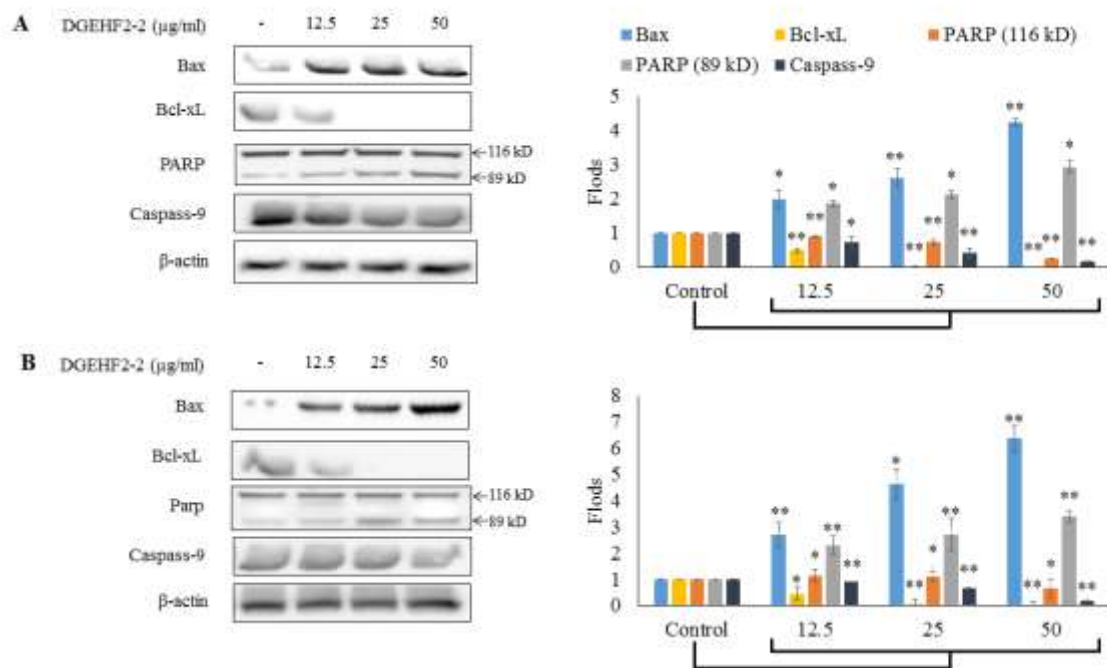 A
DGEHF2-2 (µg/ml) - 12.5 25 50
Bax
Bcl-xL
PARP
←116 kD
←89 kD
Caspass-9
β-actin
Bax Bcl-xL PARP (116 kD)
PARP (89 kD) Caspass-9
Flods
5
4
3
2
1
0
** 
** *
* * *
** ** ** * ** ** ** ** ** **
Control 12.5 25 50
B
DGEHF2-2 (µg/ml) - 12.5 25 50
Bax
Bcl-xL
Parp
←116 kD
←89 kD
Caspass-9
β-actin
Flods
8
7
6
5
4
3
2
1
0
**
*
** ** ** **
* * ** ** * ** ** * **
Control 12.5 25 50